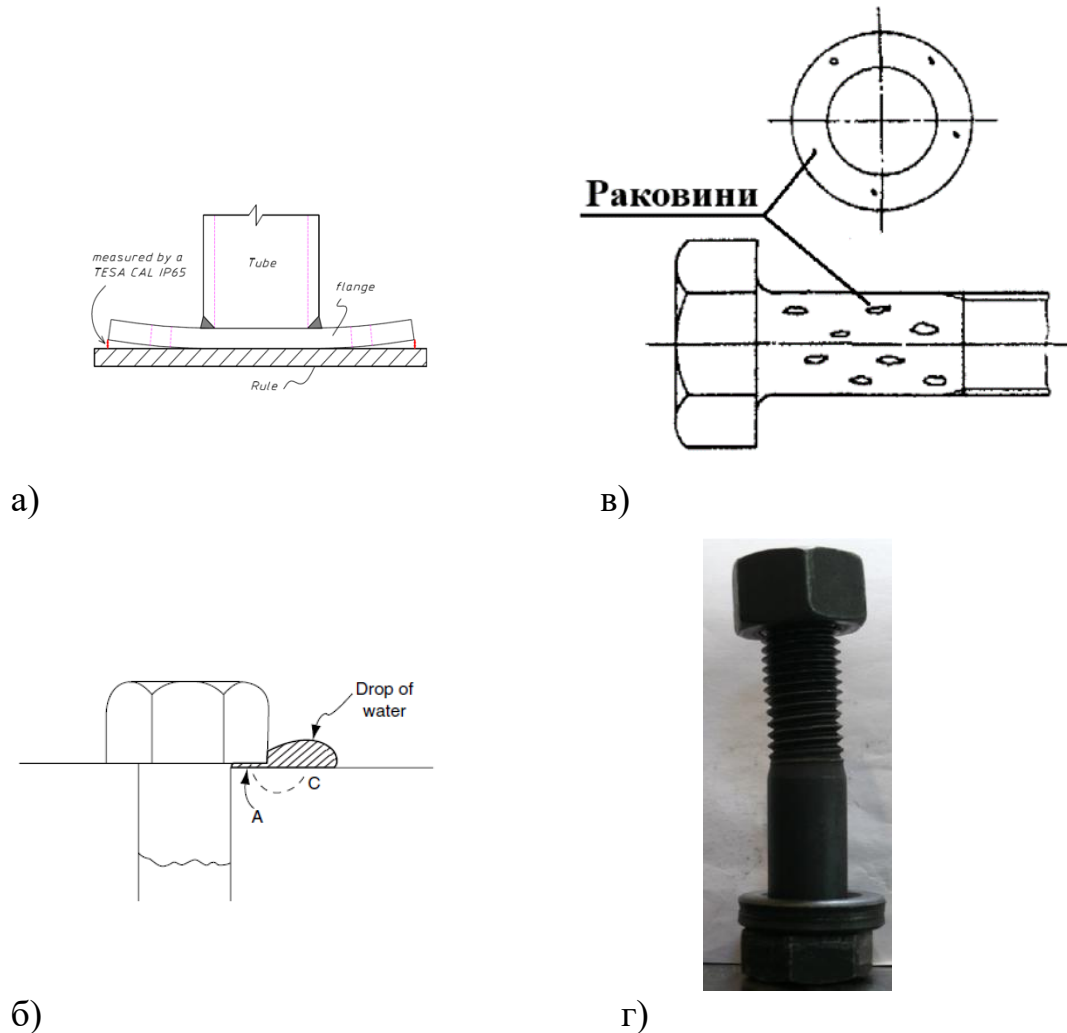 measured by a
TESA CAL IP65
Tube
flange
Rule
а)
Раковини
в)
Drop of
water
C
A
б)
г)